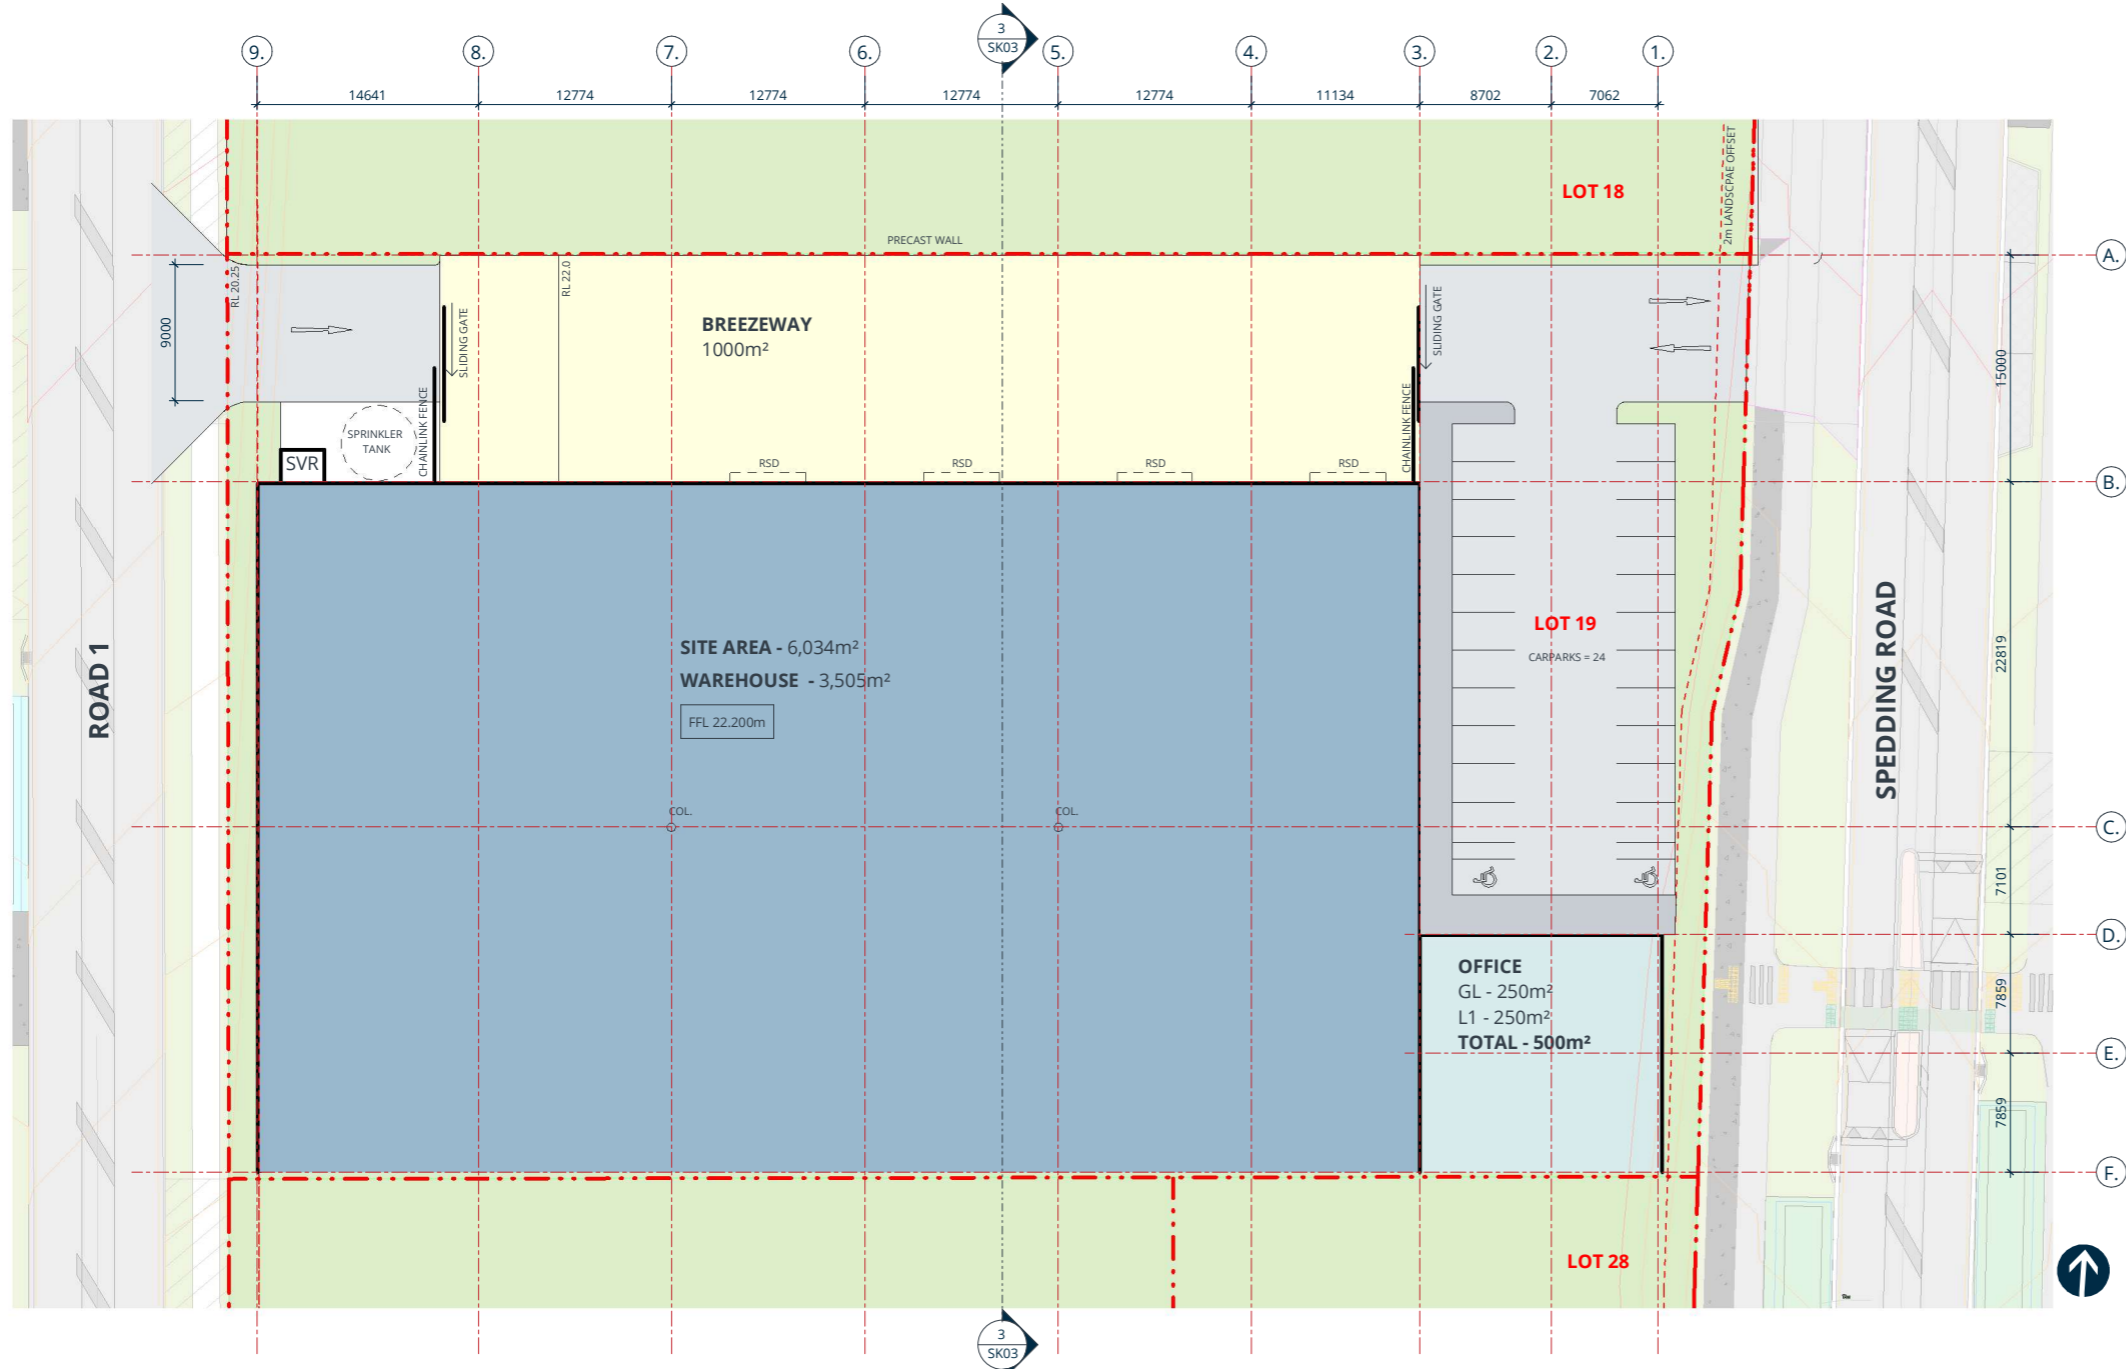 3
SK03
9.
8.
7.
6.
5.
4.
3.
2.
1.
14641
12774
12774
12774
12774
11134
8702
7062
2m LANDSCPAE OFFSET
LOT 18
PRECAST WALL
A.
RL 20.25
RL 22.0
9000
SLIDING GATE
BREEZEWAY
1000m²
SLIDING GATE
15000
CHAINLINK FENCE
SPRINKLER
TANK
SVR
RSD
RSD
RSD
RSD
CHAINLINK FENCE
B.
ROAD 1
SITE AREA - 6,034m²
WAREHOUSE - 3,505m²
FFL 22.200m
LOT 19
CARPARKS = 24
SPEDDING ROAD
22819
COL.
COL.
C.
7101
D.
OFFICE
GL - 250m²
L1 - 250m²
TOTAL - 500m²
7859
E.
7859
F.
LOT 28
3
SK03